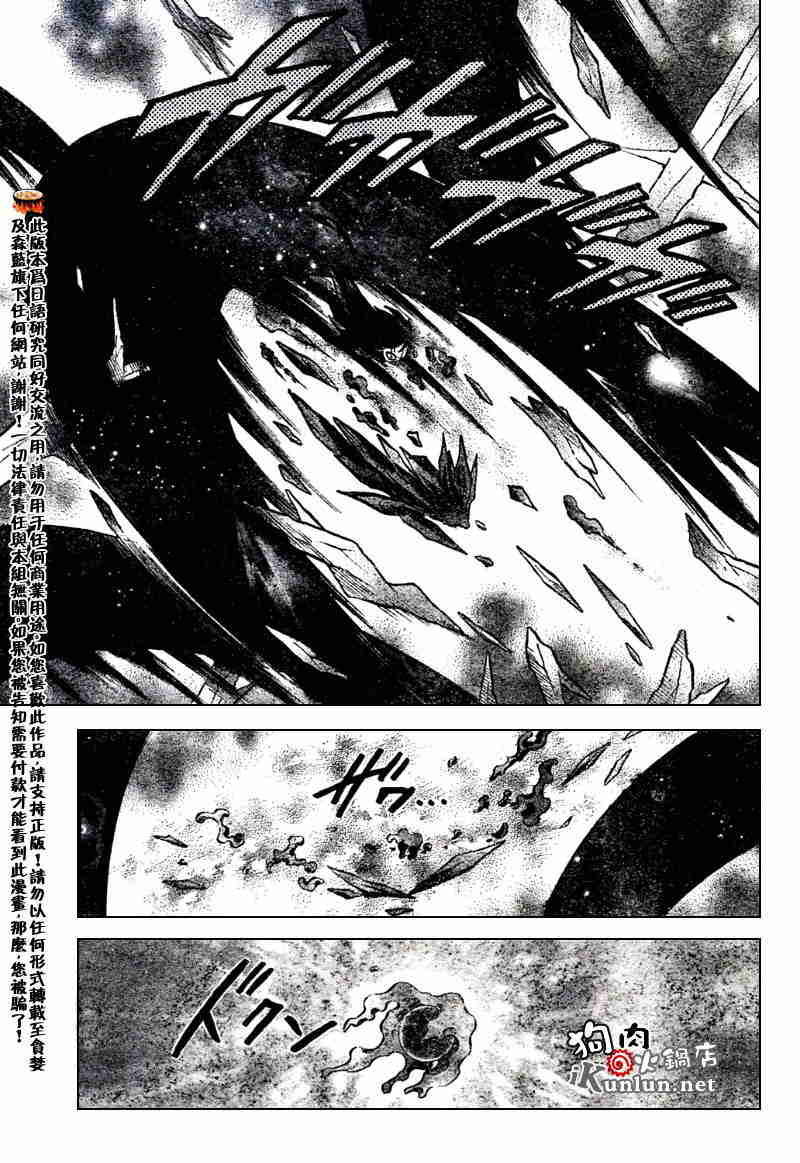 ズババババババ
ザワ…
ズクン
此版本爲日語研究同好交流之用，請勿用于任何商業用途。如您喜歡此作品，請支持正版！請勿以任何形式轉載至貪婪
及森藍旗下任何網站，謝謝！一切法律責任與本組無關。如果您被告知需要付款才能看到此漫畫，那麼，您被騙了！
狗肉
火鍋店
iKunlun.net